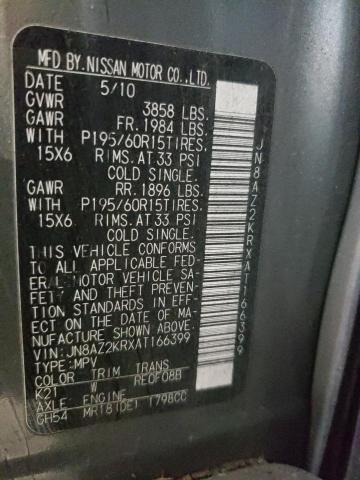 MFD BY.NISSAN MOTOR CO.,LTD.
DATE 5/10
GVWR 3858 LBS.
GAWR FR. 1984 LBS.
WITH P195/60R15TIRES.
15X6 RIMS. AT 33 PSI
COLD SINGLE.
GAWR RR. 1896 LBS.
WITH P195/60R15TIRES.
15X6 RIMS. AT 33 PSI
COLD SINGLE.
THIS VEHICLE CONFORMS
TO ALL APPLICABLE FED-
ERAL MOTOR VEHICLE SA-
FETY AND THEFT PREVEN-
TION STANDARDS IN EFF-
ECT ON THE DATE OF MA-
NUFACTURE SHOWN ABOVE.
VIN:JN8AZ2KRXAT166399
TYPE:MPV
COLOR TRIM TRANS
K21 W RE0F08B
AXLE ENGINE
GH54 MR18(DE) 1798CC
JN8AZ2KRXAT166399